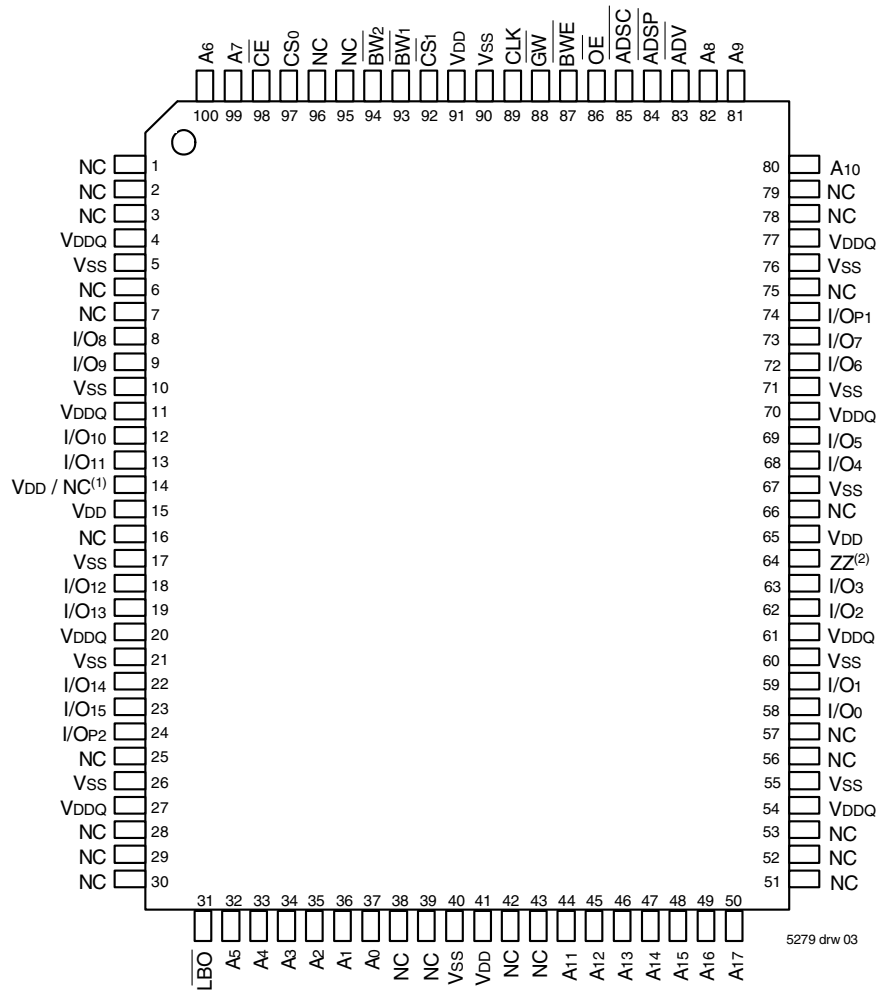 A6 A7 CE CS0 NC NC BW2 BW1 CS1 VDD VSS CLK GW BWE OE ADSC ADSP ADV A8 A9
100 99 98 97 96 95 94 93 92 91 90 89 88 87 86 85 84 83 82 81
NC 1
NC 2
NC 3
VDDQ 4
VSS 5
NC 6
NC 7
I/O8 8
I/O9 9
VSS 10
VDDQ 11
I/O10 12
I/O11 13
VDD / NC(1) 14
VDD 15
NC 16
VSS 17
I/O12 18
I/O13 19
VDDQ 20
VSS 21
I/O14 22
I/O15 23
I/OP2 24
NC 25
VSS 26
VDDQ 27
NC 28
NC 29
NC 30
80 A10
79 NC
78 NC
77 VDDQ
76 VSS
75 NC
74 I/OP1
73 I/O7
72 I/O6
71 VSS
70 VDDQ
69 I/O5
68 I/O4
67 VSS
66 NC
65 VDD
64 ZZ(2)
63 I/O3
62 I/O2
61 VDDQ
60 VSS
59 I/O1
58 I/O0
57 NC
56 NC
55 VSS
54 VDDQ
53 NC
52 NC
51 NC
31 32 33 34 35 36 37 38 39 40 41 42 43 44 45 46 47 48 49 50
LBO A5 A4 A3 A2 A1 A0 NC NC VSS VDD NC NC A11 A12 A13 A14 A15 A16 A17
5279 drw 03